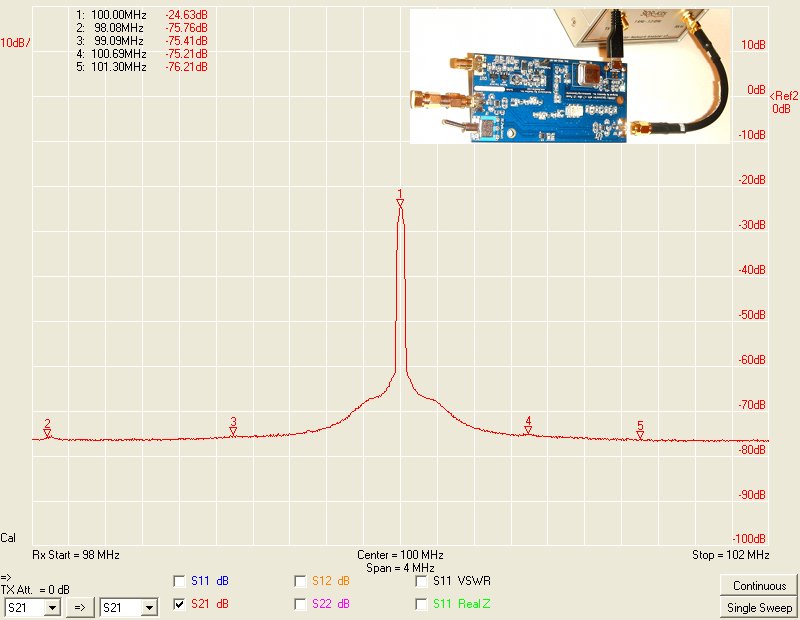 1: 100.00MHz -24.63dB
2: 98.08MHz -75.76dB
3: 99.09MHz -75.41dB
4: 100.69MHz -75.21dB
5: 101.30MHz -76.21dB
10dB/
10dB
0dB
<Ref2
0dB
-10dB
-20dB
1
-30dB
-40dB
-50dB
-60dB
-70dB
2
3
4
5
-80dB
-90dB
-100dB
Cal
Rx Start = 98 MHz
Center = 100 MHz
Stop = 102 MHz
Span = 4 MHz
=>
TX Att. = 0 dB
S11 dB
S12 dB
S11 VSWR
Continuous
S21
=>
S21
S21 dB
S22 dB
S11 Real Z
Single Sweep